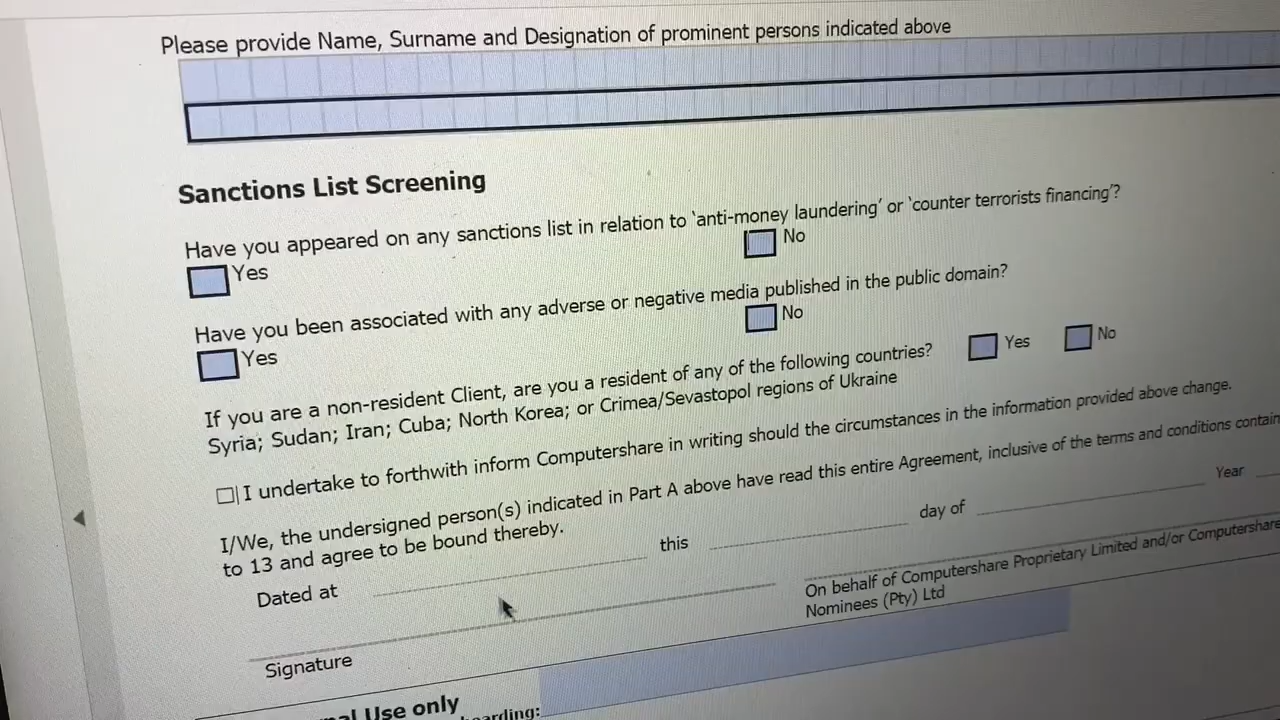 Please provide Name, Surname and Designation of prominent persons indicated above
Sanctions List Screening
Have you appeared on any sanctions list in relation to ‘anti-money laundering’ or ‘counter terrorists financing’?
Yes No
Have you been associated with any adverse or negative media published in the public domain?
Yes No
If you are a non-resident Client, are you a resident of any of the following countries? Yes No
Syria; Sudan; Iran; Cuba; North Korea; or Crimea/Sevastopol regions of Ukraine
I undertake to forthwith inform Computershare in writing should the circumstances in the information provided above change.
I/We, the undersigned person(s) indicated in Part A above have read this entire Agreement, inclusive of the terms and conditions contain
to 13 and agree to be bound thereby.
Dated at this day of Year
Signature
On behalf of Computershare Proprietary Limited and/or Computershare
Nominees (Pty) Ltd
Use only